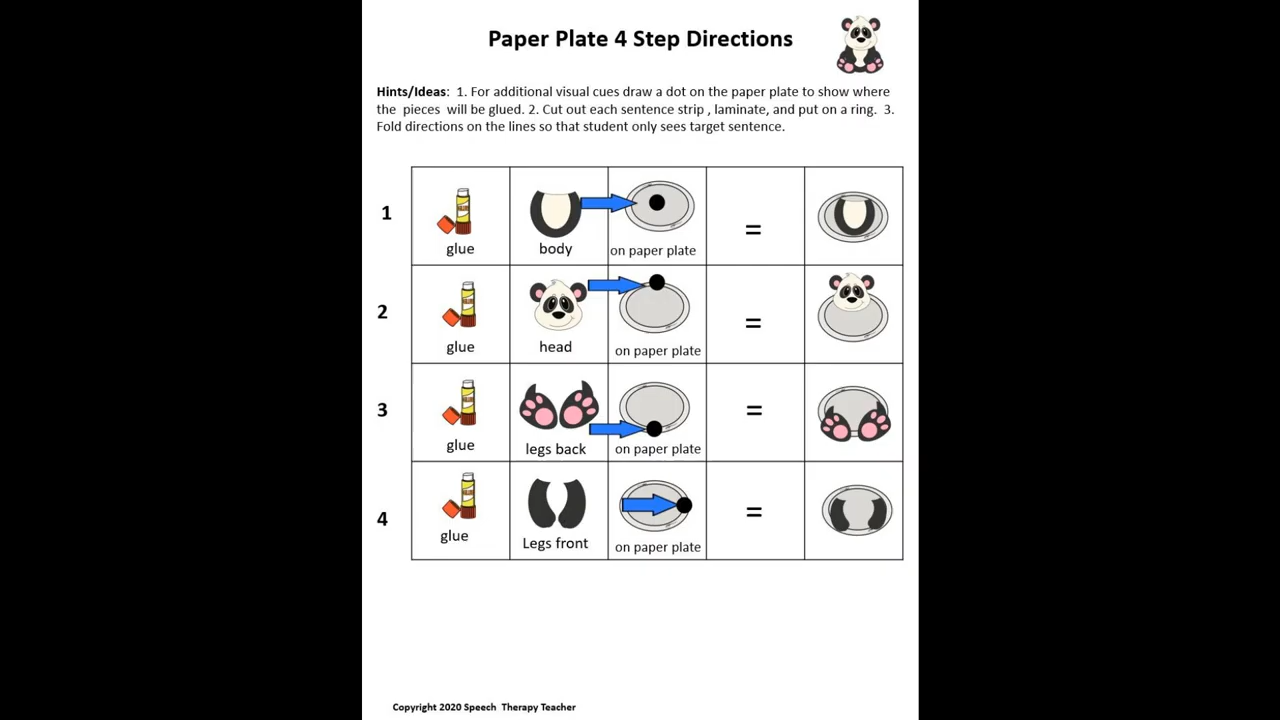 Paper Plate 4 Step Directions
Hints/Ideas: 1. For additional visual cues draw a dot on the paper plate to show where
the pieces will be glued. 2. Cut out each sentence strip , laminate, and put on a ring. 3.
Fold directions on the lines so that student only sees target sentence.
1
=
glue body on paper plate
2
=
glue head on paper plate
3
=
glue legs back on paper plate
4
=
glue Legs front on paper plate
Copyright 2020 Speech Therapy Teacher